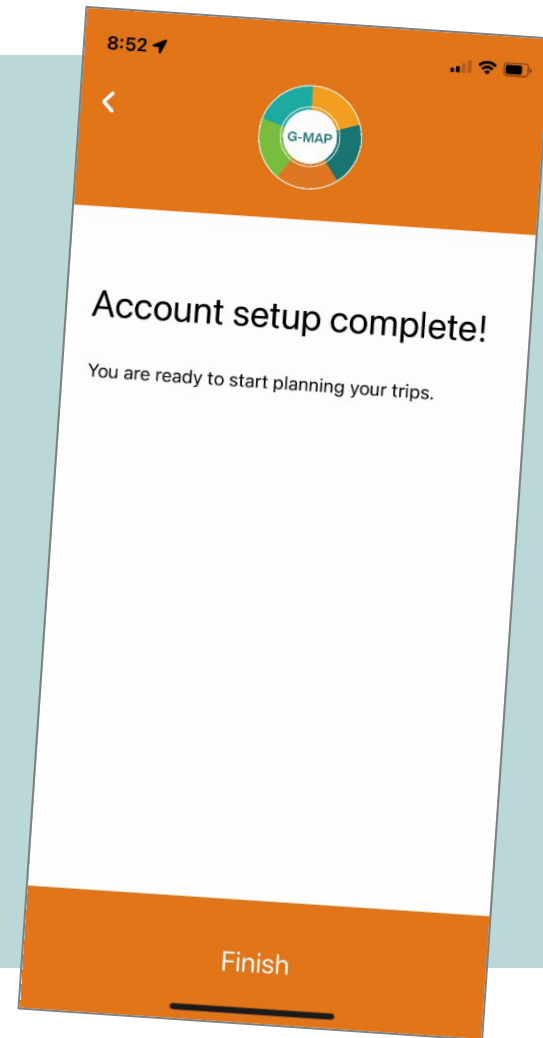 8:52
G-MAP
Account setup complete!
You are ready to start planning your trips.
Finish